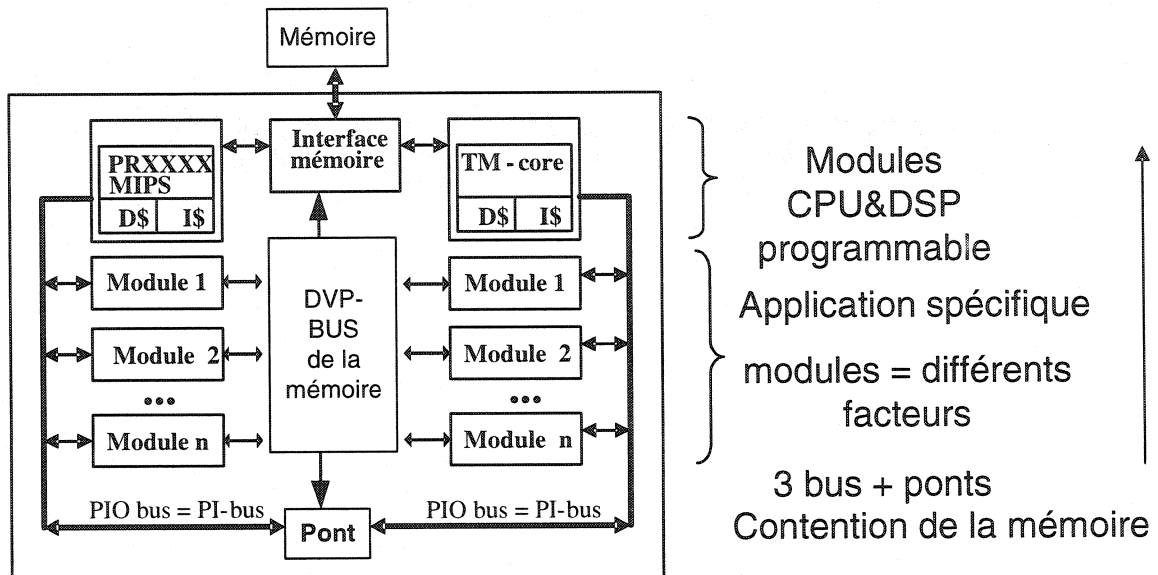 Mémoire
Interface
mémoire
PRXXXX
MIPS
D$ I$
TM - core
D$ I$
Module 1
Module 2
•••
Module n
DVP-
BUS
de la
mémoire
Module 1
Module 2
•••
Module n
PIO bus = PI-bus
Pont
PIO bus = PI-bus
Modules
CPU&DSP
programmable
Application spécifique
modules = différents
facteurs
3 bus + ponts
Contention de la mémoire